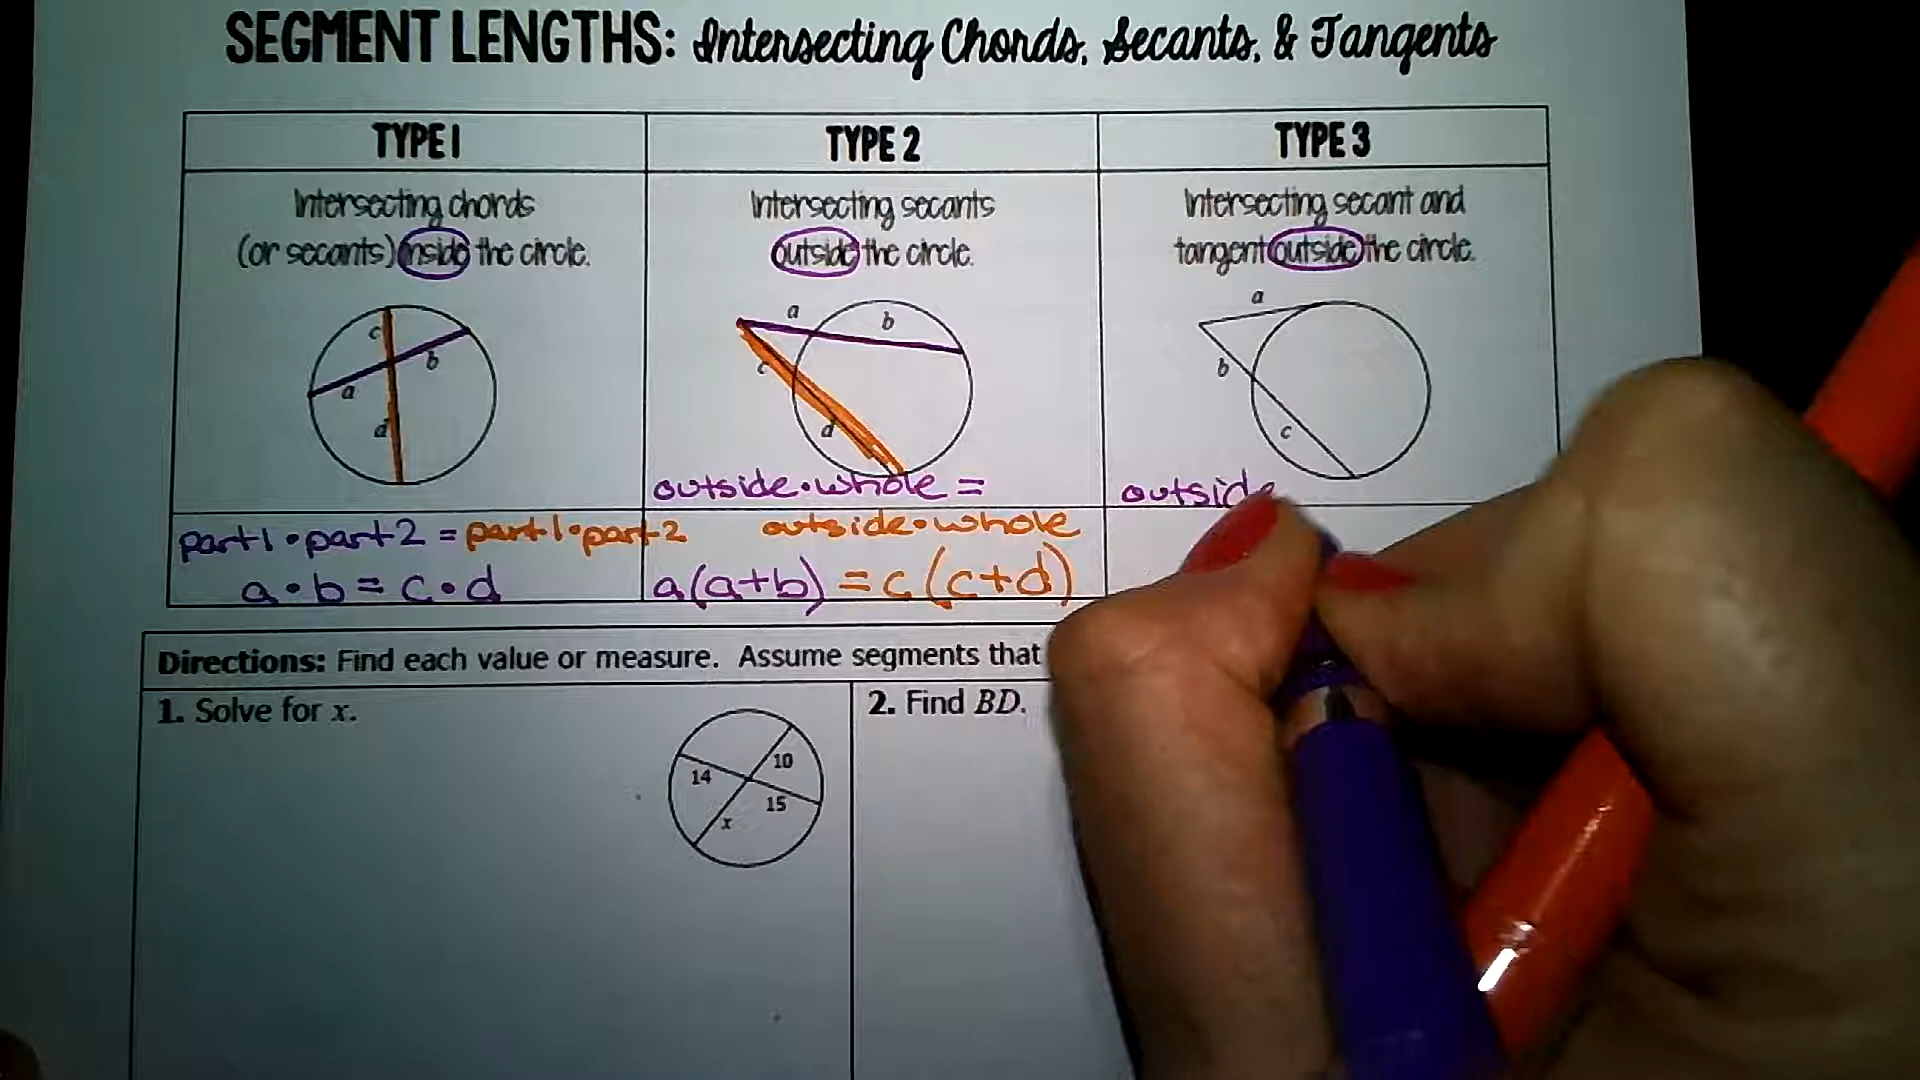 SEGMENT LENGTHS: Intersecting Chords, Secants, & Tangents
TYPE 1
TYPE 2
TYPE 3
Intersecting chords
(or secants) inside the circle.
Intersecting secants
outside the circle.
Intersecting secant and
tangent outside the circle.
c
b
a
d
a
b
c
d
a
b
c
outside•whole =
outside
part1•part2 = part1•part2
outside•whole
a•b = c•d
a(a+b) = c(c+d)
Directions: Find each value or measure. Assume segments that
1. Solve for x.
2. Find BD.
10
14
15
x